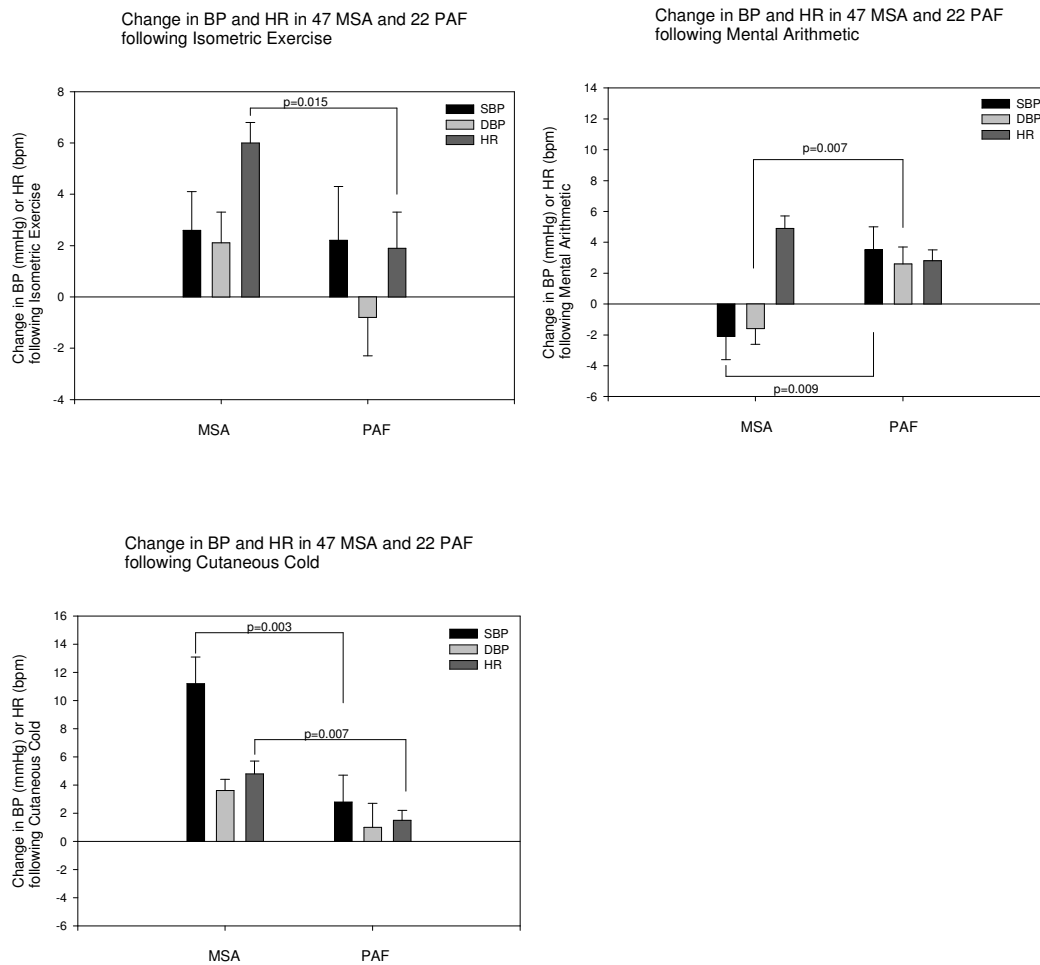 Change in BP and HR in 47 MSA and 22 PAF
following Isometric Exercise
Change in BP (mmHg) or HR (bpm)
following Isometric Exercise
8
6
4
2
0
-2
-4
p=0.015
SBP
DBP
HR
MSA
PAF
Change in BP and HR in 47 MSA and 22 PAF
following Mental Arithmetic
Change in BP (mmHg) or HR (bpm)
following Mental Arithmetic
14
12
10
8
6
4
2
0
-2
-4
-6
SBP
DBP
HR
p=0.007
p=0.009
MSA
PAF
Change in BP and HR in 47 MSA and 22 PAF
following Cutaneous Cold
Change in BP (mmHg) or HR (bpm)
following Cutaneous Cold
16
14
12
10
8
6
4
2
0
-2
-4
-6
p=0.003
SBP
DBP
HR
p=0.007
MSA
PAF